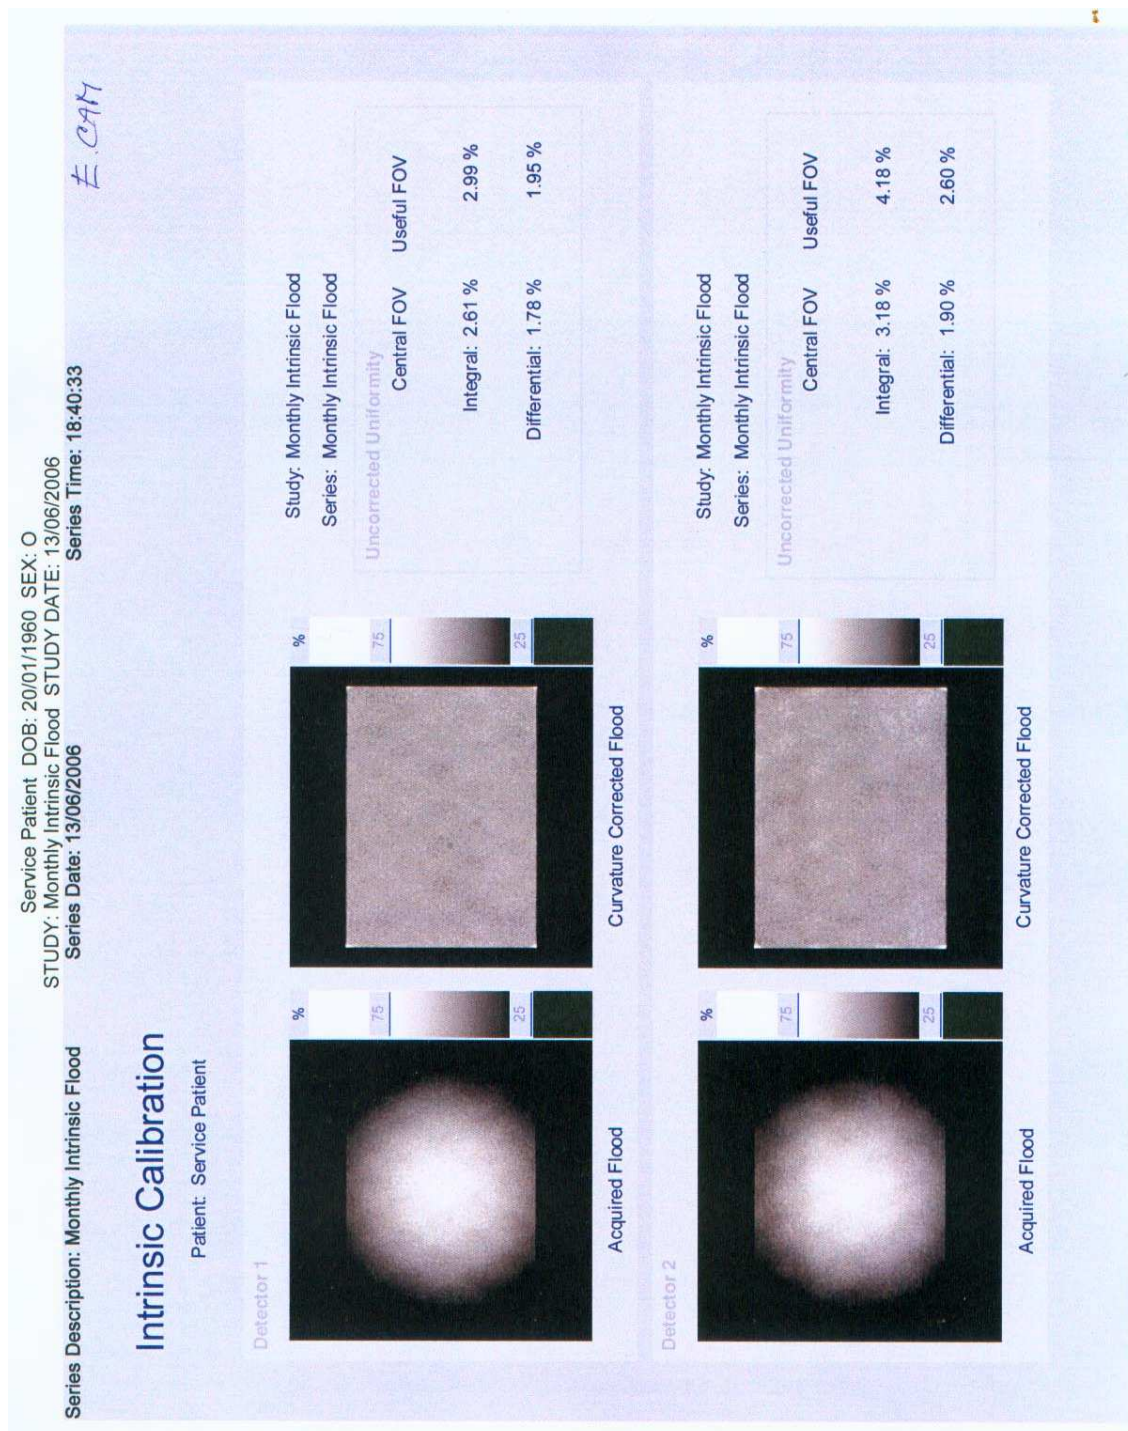 Service Patient DOB: 20/01/1960 SEX: O
STUDY: Monthly Intrinsic Flood STUDY DATE: 13/06/2006
Series Description: Monthly Intrinsic Flood Series Date: 13/06/2006 Series Time: 18:40:33
E.CAM
Intrinsic Calibration
Patient: Service Patient
Detector 1
%
75
25
Acquired Flood
%
75
25
Curvature Corrected Flood
Study: Monthly Intrinsic Flood
Series: Monthly Intrinsic Flood
Uncorrected Uniformity
Central FOV Useful FOV
Integral: 2.61 % 2.99 %
Differential: 1.78 % 1.95 %
Detector 2
%
75
25
Acquired Flood
%
75
25
Curvature Corrected Flood
Study: Monthly Intrinsic Flood
Series: Monthly Intrinsic Flood
Uncorrected Uniformity
Central FOV Useful FOV
Integral: 3.18 % 4.18 %
Differential: 1.90 % 2.60 %